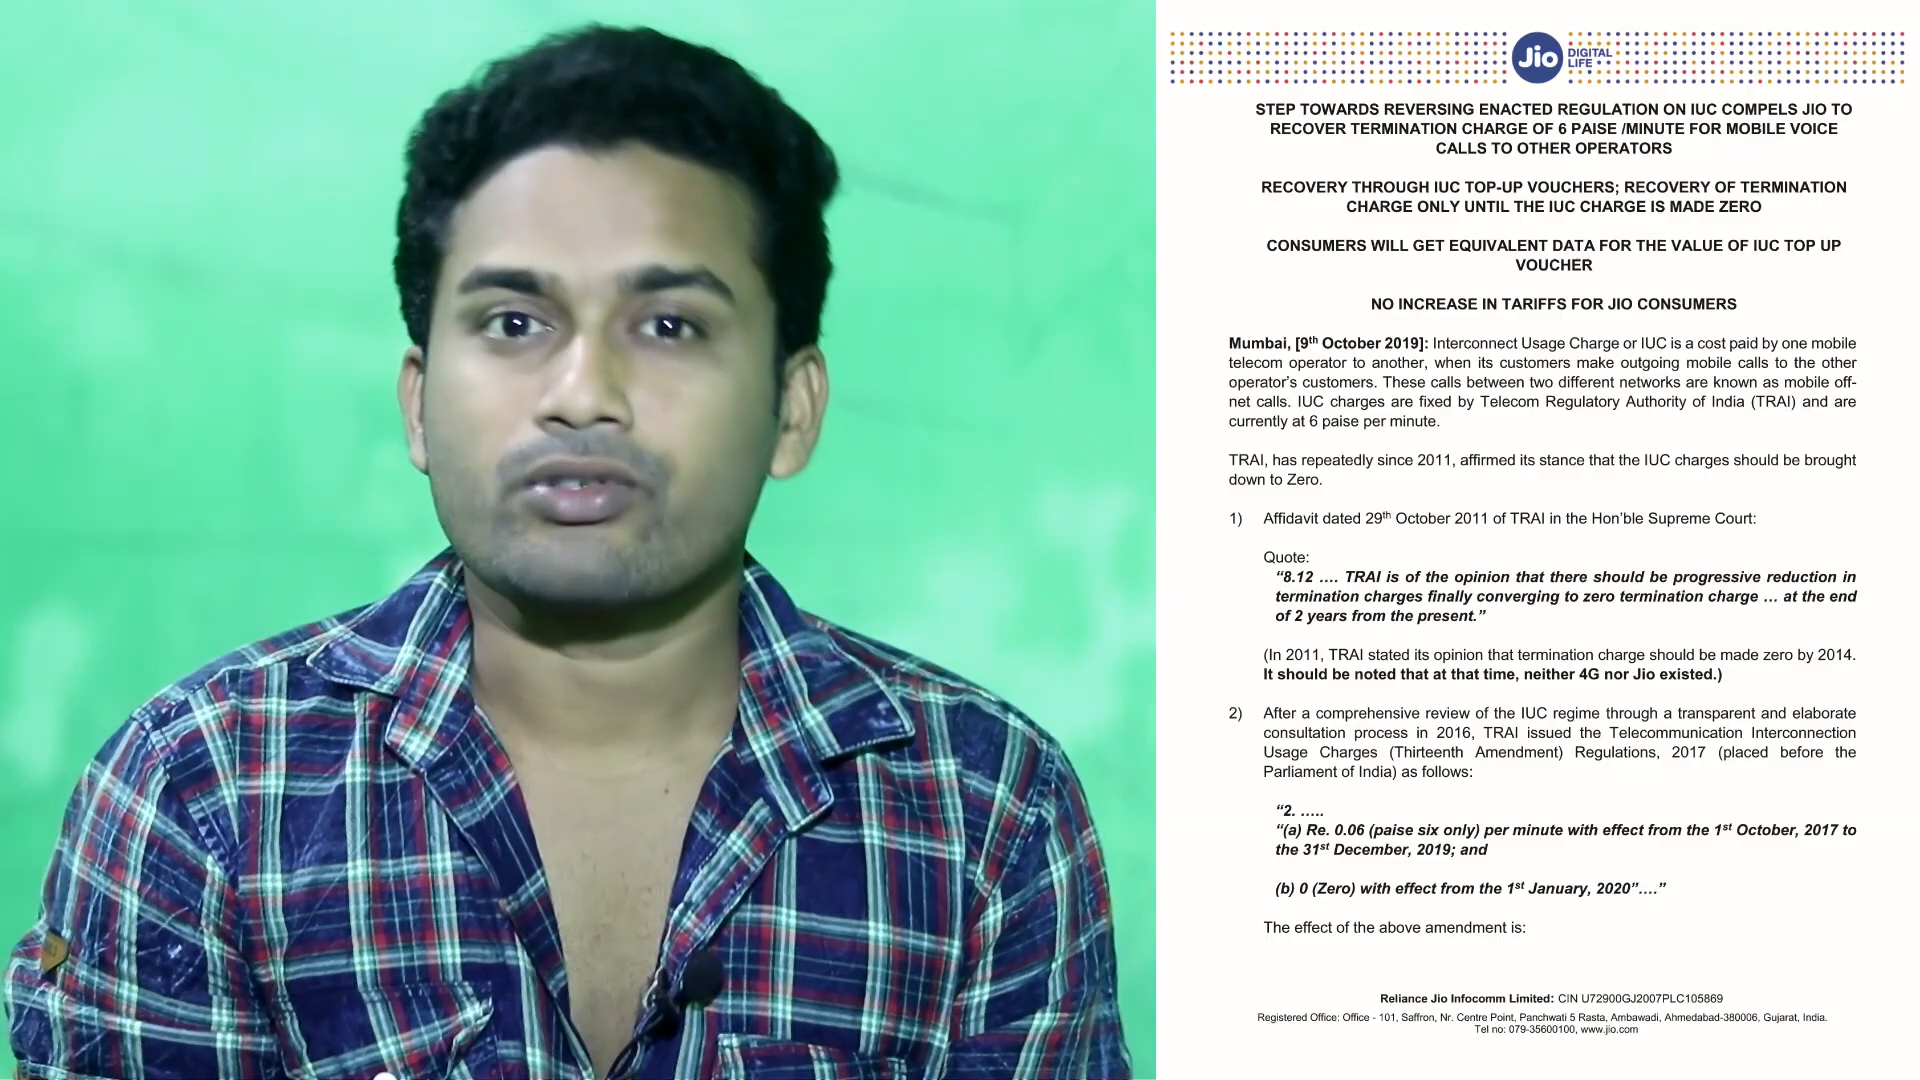 Jio DIGITAL
LIFE
STEP TOWARDS REVERSING ENACTED REGULATION ON IUC COMPELS JIO TO
RECOVER TERMINATION CHARGE OF 6 PAISE /MINUTE FOR MOBILE VOICE
CALLS TO OTHER OPERATORS
RECOVERY THROUGH IUC TOP-UP VOUCHERS; RECOVERY OF TERMINATION
CHARGE ONLY UNTIL THE IUC CHARGE IS MADE ZERO
CONSUMERS WILL GET EQUIVALENT DATA FOR THE VALUE OF IUC TOP UP
VOUCHER
NO INCREASE IN TARIFFS FOR JIO CONSUMERS
Mumbai, [9th October 2019]: Interconnect Usage Charge or IUC is a cost paid by one mobile
telecom operator to another, when its customers make outgoing mobile calls to the other
operator's customers. These calls between two different networks are known as mobile off-
net calls. IUC charges are fixed by Telecom Regulatory Authority of India (TRAI) and are
currently at 6 paise per minute.
TRAI, has repeatedly since 2011, affirmed its stance that the IUC charges should be brought
down to Zero.
1) Affidavit dated 29th October 2011 of TRAI in the Hon'ble Supreme Court:
Quote:
"8.12 .... TRAI is of the opinion that there should be progressive reduction in
termination charges finally converging to zero termination charge ... at the end
of 2 years from the present."
(In 2011, TRAI stated its opinion that termination charge should be made zero by 2014.
It should be noted that at that time, neither 4G nor Jio existed.)
2) After a comprehensive review of the IUC regime through a transparent and elaborate
consultation process in 2016, TRAI issued the Telecommunication Interconnection
Usage Charges (Thirteenth Amendment) Regulations, 2017 (placed before the
Parliament of India) as follows:
"2. .....
"(a) Re. 0.06 (paise six only) per minute with effect from the 1st October, 2017 to
the 31st December, 2019; and
(b) 0 (Zero) with effect from the 1st January, 2020"...."
The effect of the above amendment is:
Reliance Jio Infocomm Limited: CIN U72900GJ2007PLC105869
Registered Office: Office - 101, Saffron, Nr. Centre Point, Panchwati 5 Rasta, Ambawadi, Ahmedabad-380006, Gujarat, India.
Tel no: 079-35600100, www.jio.com